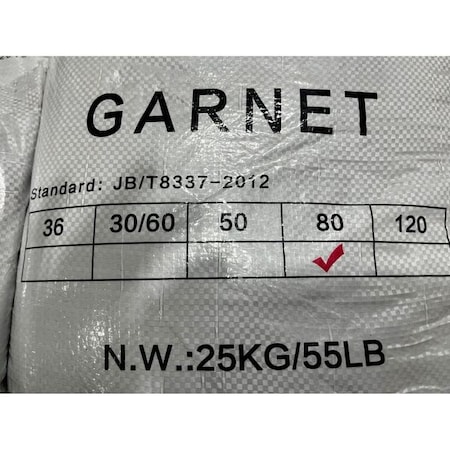 GARNET
Standard: JB/T8337-2012
36 30/60 50 80 120
N.W.:25KG/55LB